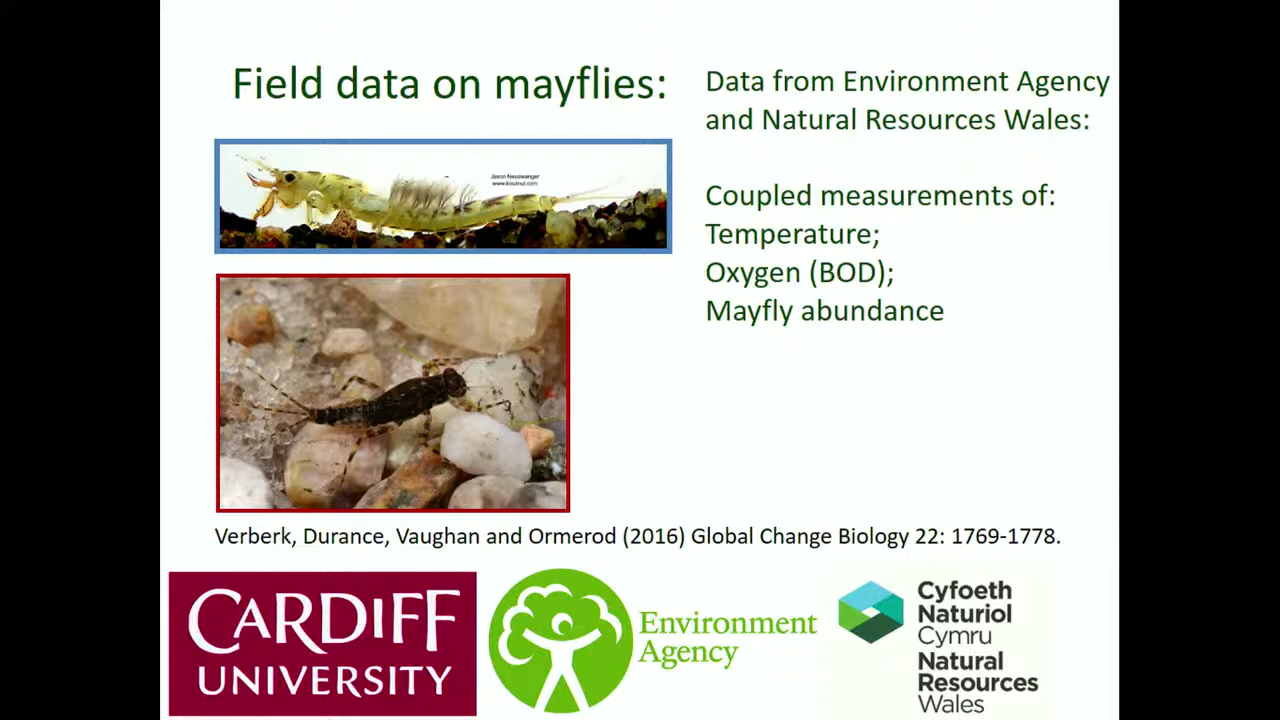 Field data on mayflies:
Data from Environment Agency
and Natural Resources Wales:
Jason Neuswanger
www.troutnut.com
Coupled measurements of:
Temperature;
Oxygen (BOD);
Mayfly abundance
Verberk, Durance, Vaughan and Ormerod (2016) Global Change Biology 22: 1769-1778.
CARDIFF
UNIVERSITY
Environment
Agency
Cyfoeth
Naturiol
Cymru
Natural
Resources
Wales